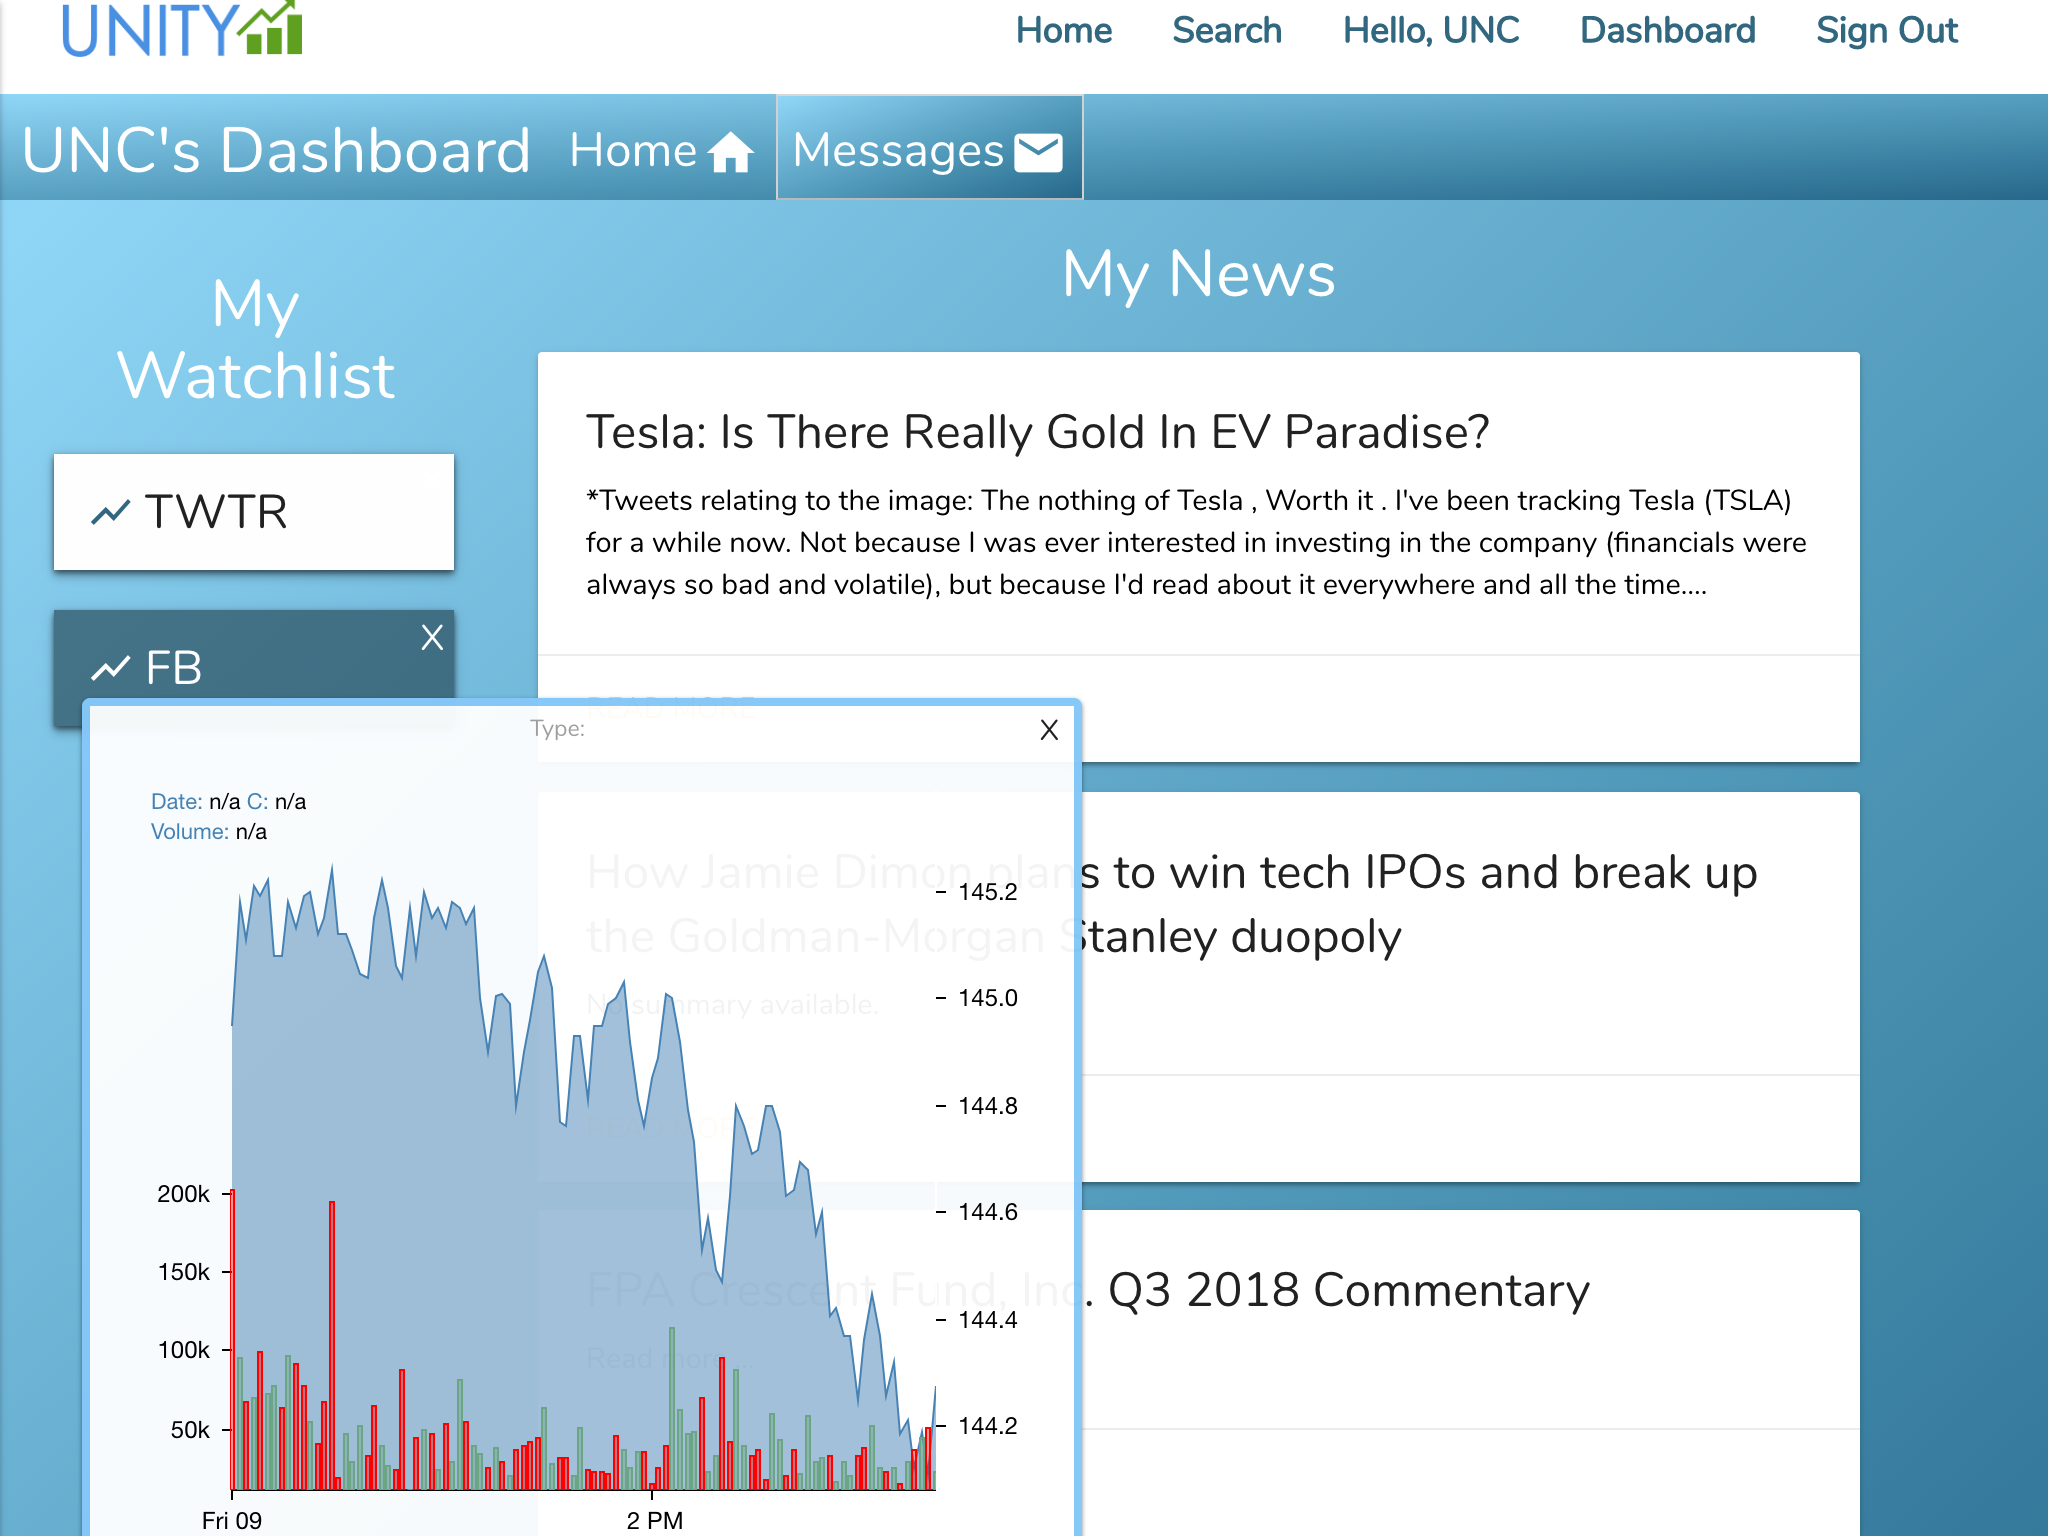 UNITY
Home Search Hello, UNC Dashboard Sign Out
UNC's Dashboard Home Messages
My News
My
Watchlist
Tesla: Is There Really Gold In EV Paradise?
*Tweets relating to the image: The nothing of Tesla , Worth it . I've been tracking Tesla (TSLA)
for a while now. Not because I was ever interested in investing in the company (financials were
always so bad and volatile), but because I'd read about it everywhere and all the time....
READ MORE
TWTR
FB
X
Type:
X
Date: n/a C: n/a
Volume: n/a
How Jamie Dimon plans to win tech IPOs and break up
the Goldman-Morgan Stanley duopoly
No summary available.
READ MORE
FPA Crescent Fund, Inc. Q3 2018 Commentary
Read more ...
145.2
145.0
144.8
144.6
144.4
144.2
200k
150k
100k
50k
Fri 09
2 PM